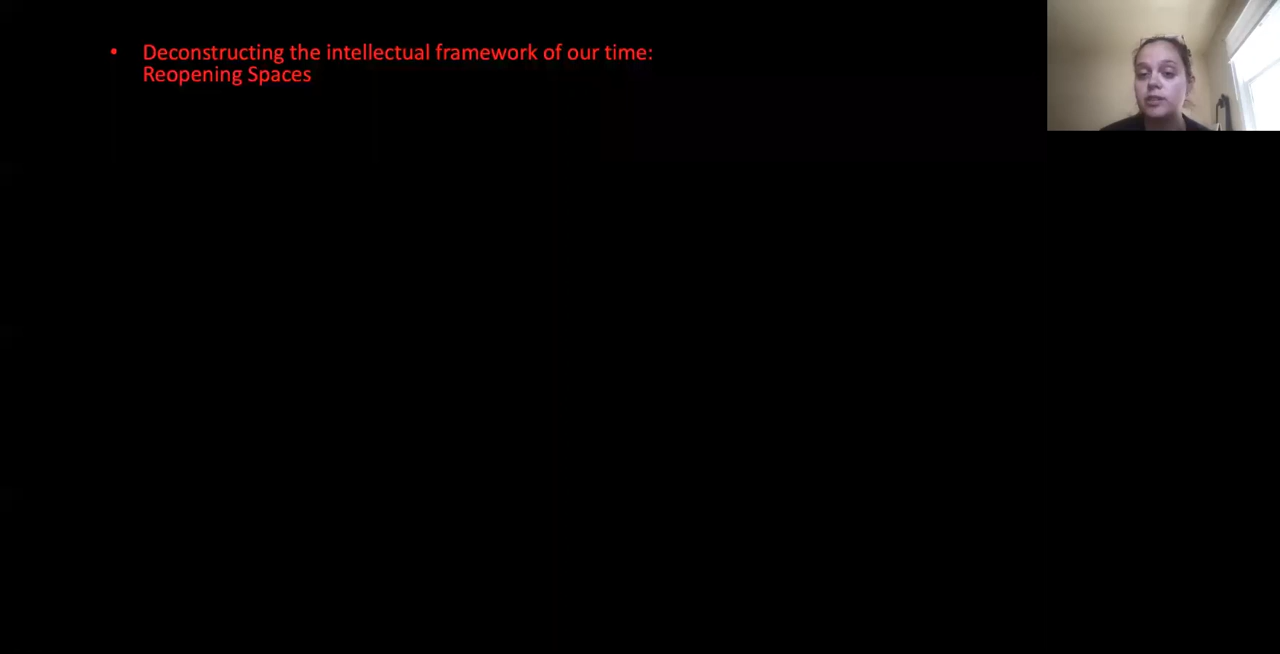 • Deconstructing the intellectual framework of our time:
Reopening Spaces